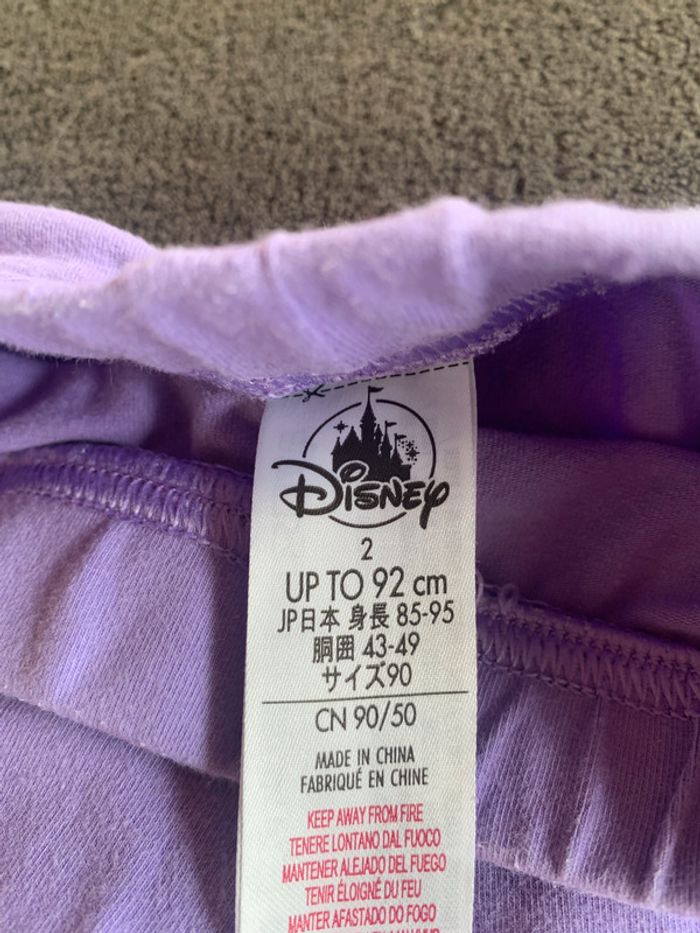 Disney
2
UP TO 92 cm
JP日本 身長 85-95
胴囲 43-49
サイズ90
CN 90/50
MADE IN CHINA
FABRIQUÉ EN CHINE
KEEP AWAY FROM FIRE
TENERE LONTANO DAL FUOCO
MANTENER ALEJADO DEL FUEGO
TENIR ÉLOIGNÉ DU FEU
MANTER AFASTADO DO FOGO